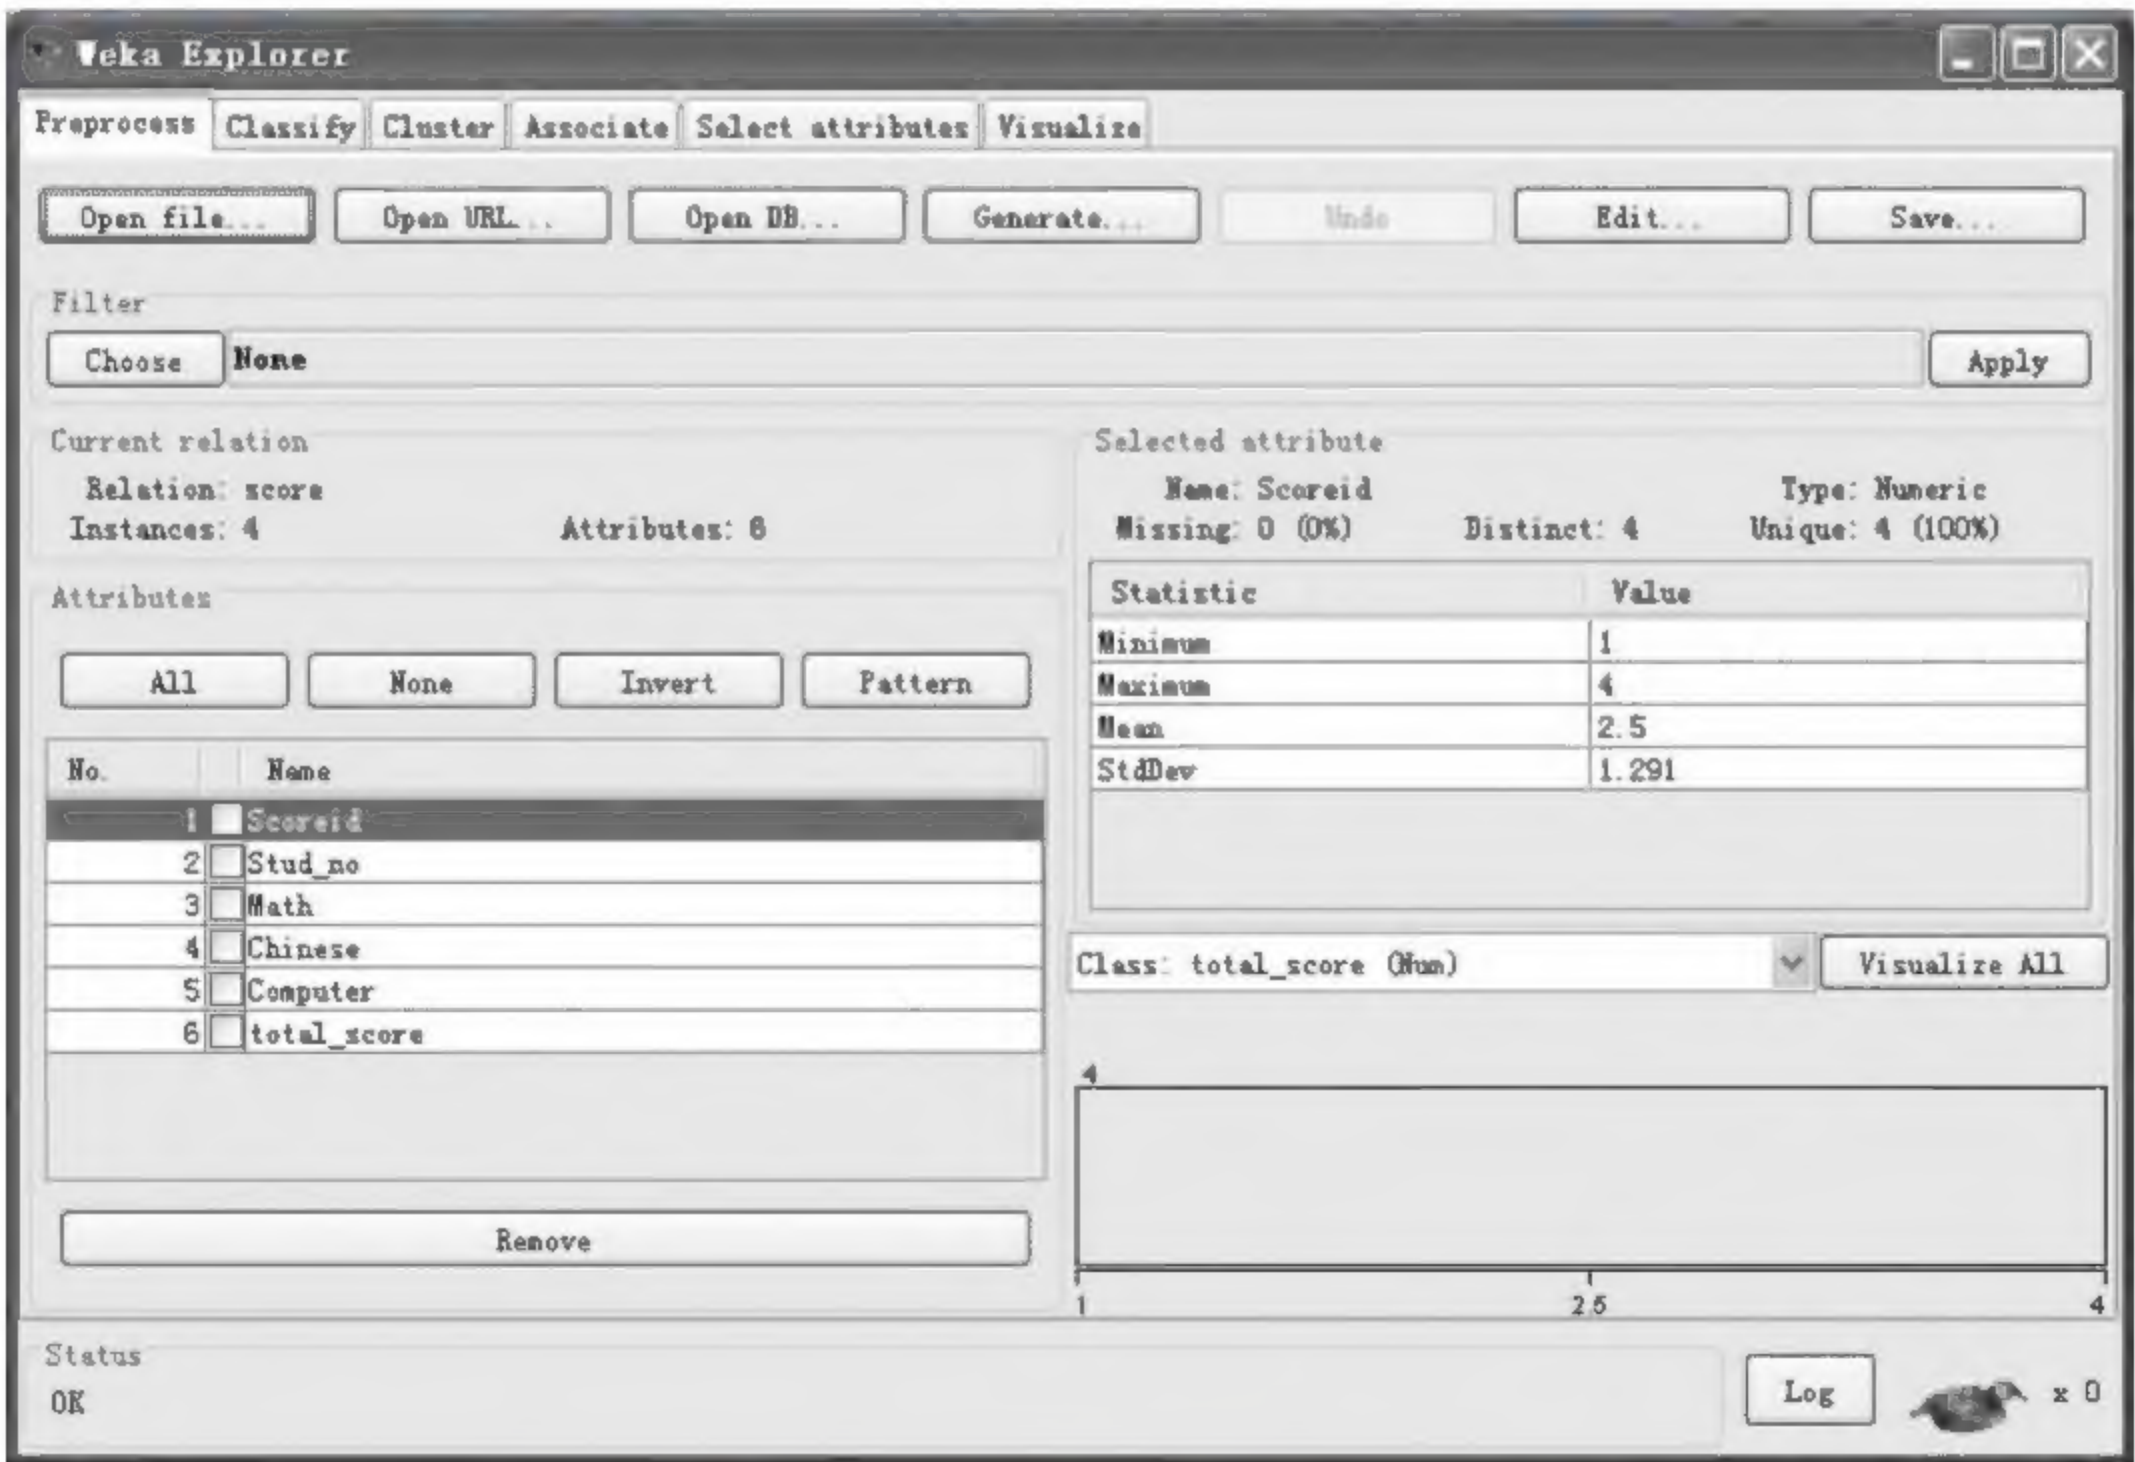 Weka Explorer
Preprocess Classify Cluster Associate Select attributes Visualize
Open file... Open URL... Open DB... Generate... Undo Edit... Save...
Filter
Choose None Apply
Current relation
Relation: score
Instances: 4 Attributes: 6
Selected attribute
Name: Scoreid Type: Numeric
Missing: 0 (0%) Distinct: 4 Unique: 4 (100%)
Statistic Value
Minimum 1
Maximum 4
Mean 2.5
StdDev 1.291
Attributes
All None Invert Pattern
No. Name
1 Scoreid
2 Stud_no
3 Math
4 Chinese
5 Computer
6 total_score
Remove
Class: total_score (Num) Visualize All
4
1 2.5 4
Status
OK
Log x 0